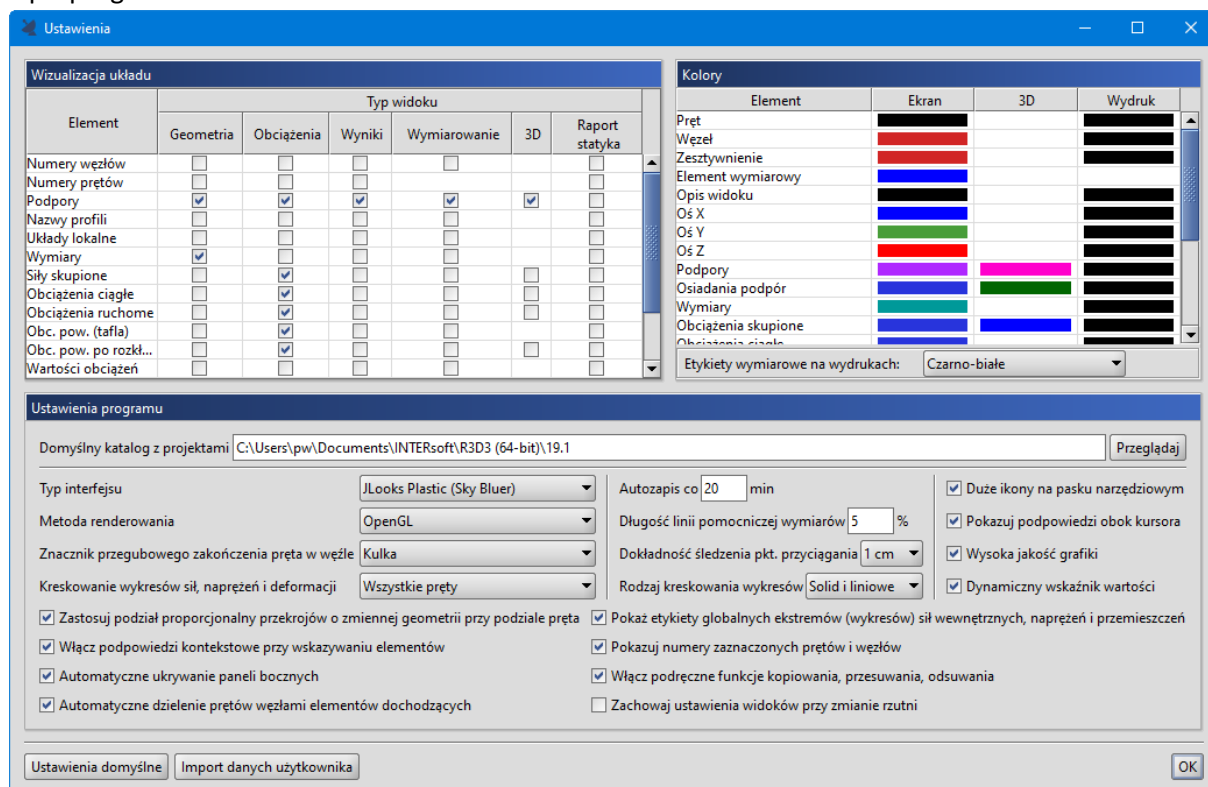 Ustawienia
Wizualizacja układu
Element
Typ widoku
Geometria Obciążenia Wyniki Wymiarowanie 3D Raport statyka
Numery węzłów
Numery prętów
Podpory
Nazwy profili
Układy lokalne
Wymiary
Siły skupione
Obciążenia ciągłe
Obciążenia ruchome
Obc. pow. (tafla)
Obc. pow. po rozkł...
Wartości obciążeń
Kolory
Element Ekran 3D Wydruk
Pręt
Węzeł
Zesztywnienie
Element wymiarowy
Opis widoku
Oś X
Oś Y
Oś Z
Podpory
Osiadania podpór
Wymiary
Obciążenia skupione
Obciążenia ciągłe
Etykiety wymiarowe na wydrukach: Czarno-białe
Ustawienia programu
Domyślny katalog z projektami C:\Users\pw\Documents\INTERsoft\R3D3 (64-bit)\19.1 Przeglądaj
Typ interfejsu JLooks Plastic (Sky Bluer) Autozapis co 20 min Duże ikony na pasku narzędziowym
Metoda renderowania OpenGL Długość linii pomocniczej wymiarów 5 % Pokazuj podpowiedzi obok kursora
Znacznik przegubowego zakończenia pręta w węźle Kulka Dokładność śledzenia pkt. przyciągania 1 cm Wysoka jakość grafiki
Kreskowanie wykresów sił, naprężeń i deformacji Wszystkie pręty Rodzaj kreskowania wykresów Solid i liniowe Dynamiczny wskaźnik wartości
Zastosuj podział proporcjonalny przekrojów o zmiennej geometrii przy podziale pręta Pokaż etykiety globalnych ekstremów (wykresów) sił wewnętrznych, naprężeń i przemieszczeń
Włącz podpowiedzi kontekstowe przy wskazywaniu elementów Pokazuj numery zaznaczonych prętów i węzłów
Automatyczne ukrywanie paneli bocznych Włącz podręczne funkcje kopiowania, przesuwania, odsuwania
Automatyczne dzielenie prętów węzłami elementów dochodzących Zachowaj ustawienia widoków przy zmianie rzutni
Ustawienia domyślne Import danych użytkownika OK